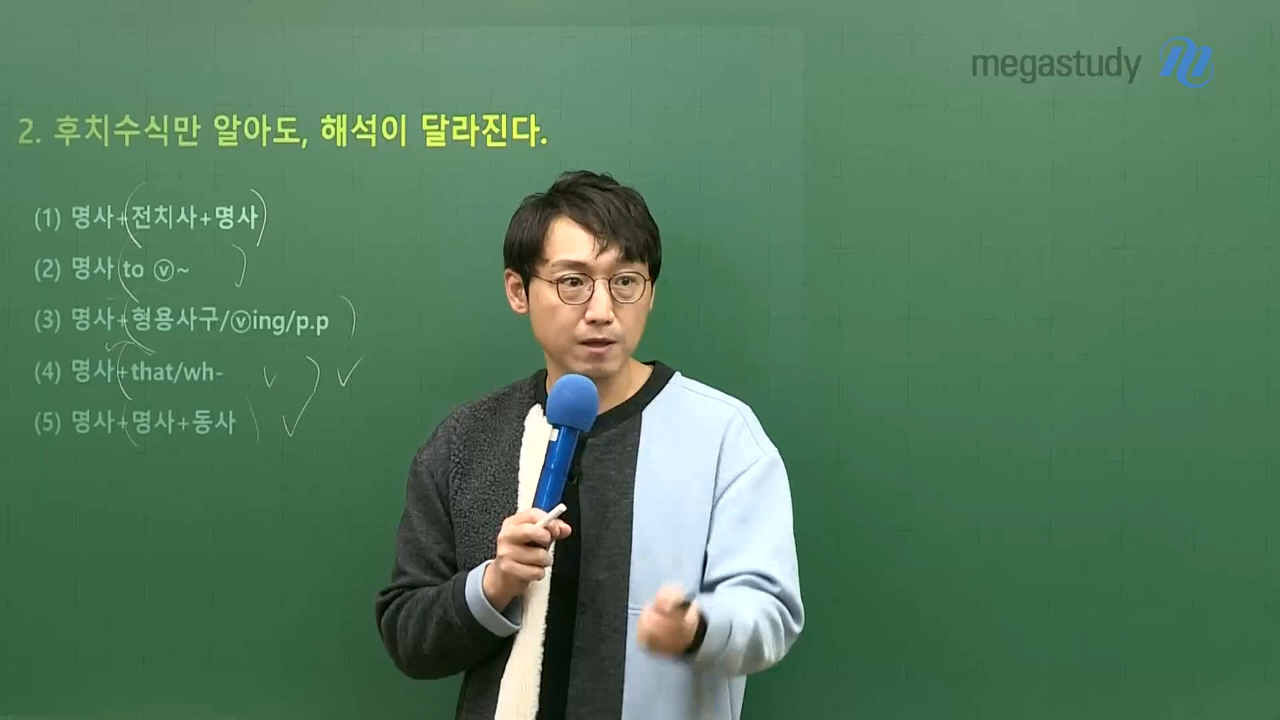 megastudy
2. 후치수식만 알아도, 해석이 달라진다.
(1) 명사+전치사+명사
(2) 명사 to ⓥ~
(3) 명사+형용사구/ⓥing/p.p
(4) 명사+that/wh-
(5) 명사+명사+동사